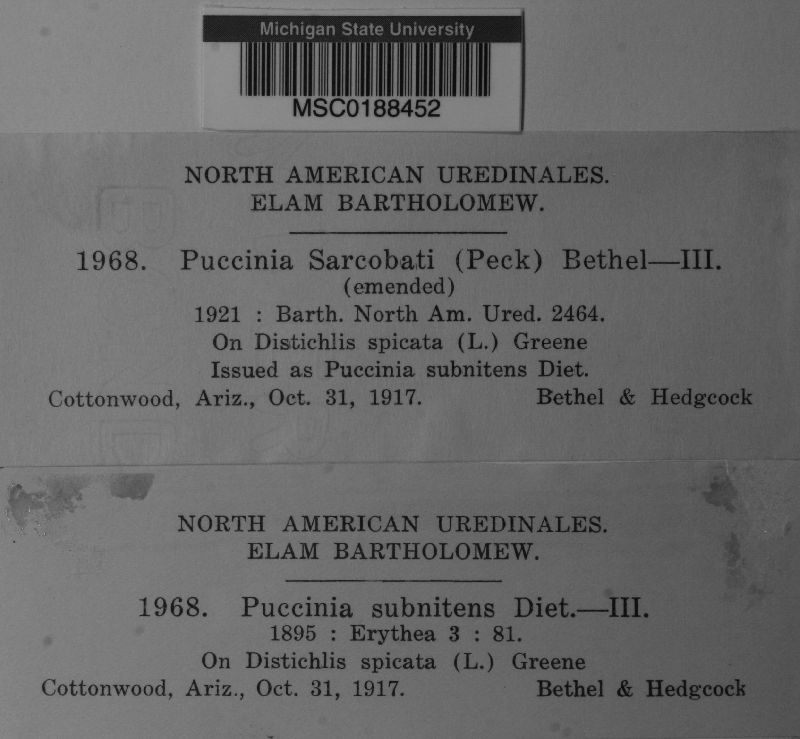 Michigan State University
MSC0188452
NORTH AMERICAN UREDINALES.
ELAM BARTHOLOMEW.
1968. Puccinia Sarcobati (Peck) Bethel—III.
(emended)
1921 : Barth. North Am. Ured. 2464.
On Distichlis spicata (L.) Greene
Issued as Puccinia subnitens Diet.
Cottonwood, Ariz., Oct. 31, 1917. Bethel & Hedgcock
NORTH AMERICAN UREDINALES.
ELAM BARTHOLOMEW.
1968. Puccinia subnitens Diet.—III.
1895 : Erythea 3 : 81.
On Distichlis spicata (L.) Greene
Cottonwood, Ariz., Oct. 31, 1917. Bethel & Hedgcock